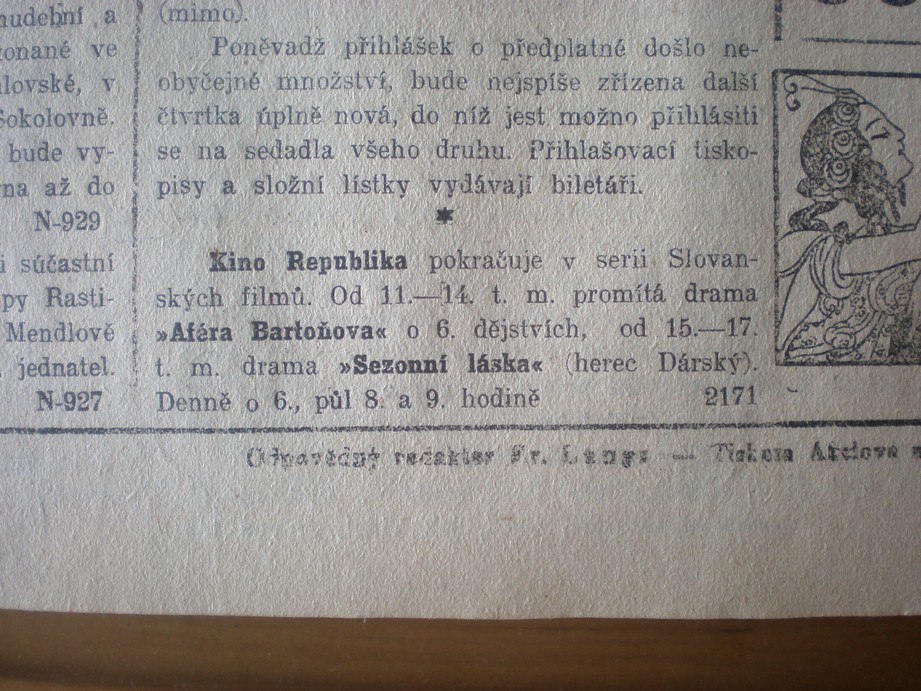 hudební a
konané ve
lovské, v
Sokolovně.
bude vy-
na až do
N-929
i súčastní
py Rasti-
Mendlově
jednatel.
N-927
(mimo).
Poněvadž přihlášek o předplatné došlo ne-
obyčejné množství, bude nejspíše zřízena další
čtvrtka úplně nová, do níž jest možno přihlásiti
se na sedadla všeho druhu. Přihlašovací tisko-
pisy a složní lístky vydávají biletáři.
*
Kino Republika pokračuje v serii Slovan-
ských filmů. Od 11.—14. t. m. promítá drama
»Aféra Bartoňova« o 6. dějstvích, od 15.—17.
t. m. drama »Sezonní láska« (herec Dárský).
Denně o 6., půl 8. a 9. hodině 2171
Odpovědný redaktor Fr. — Tiskem